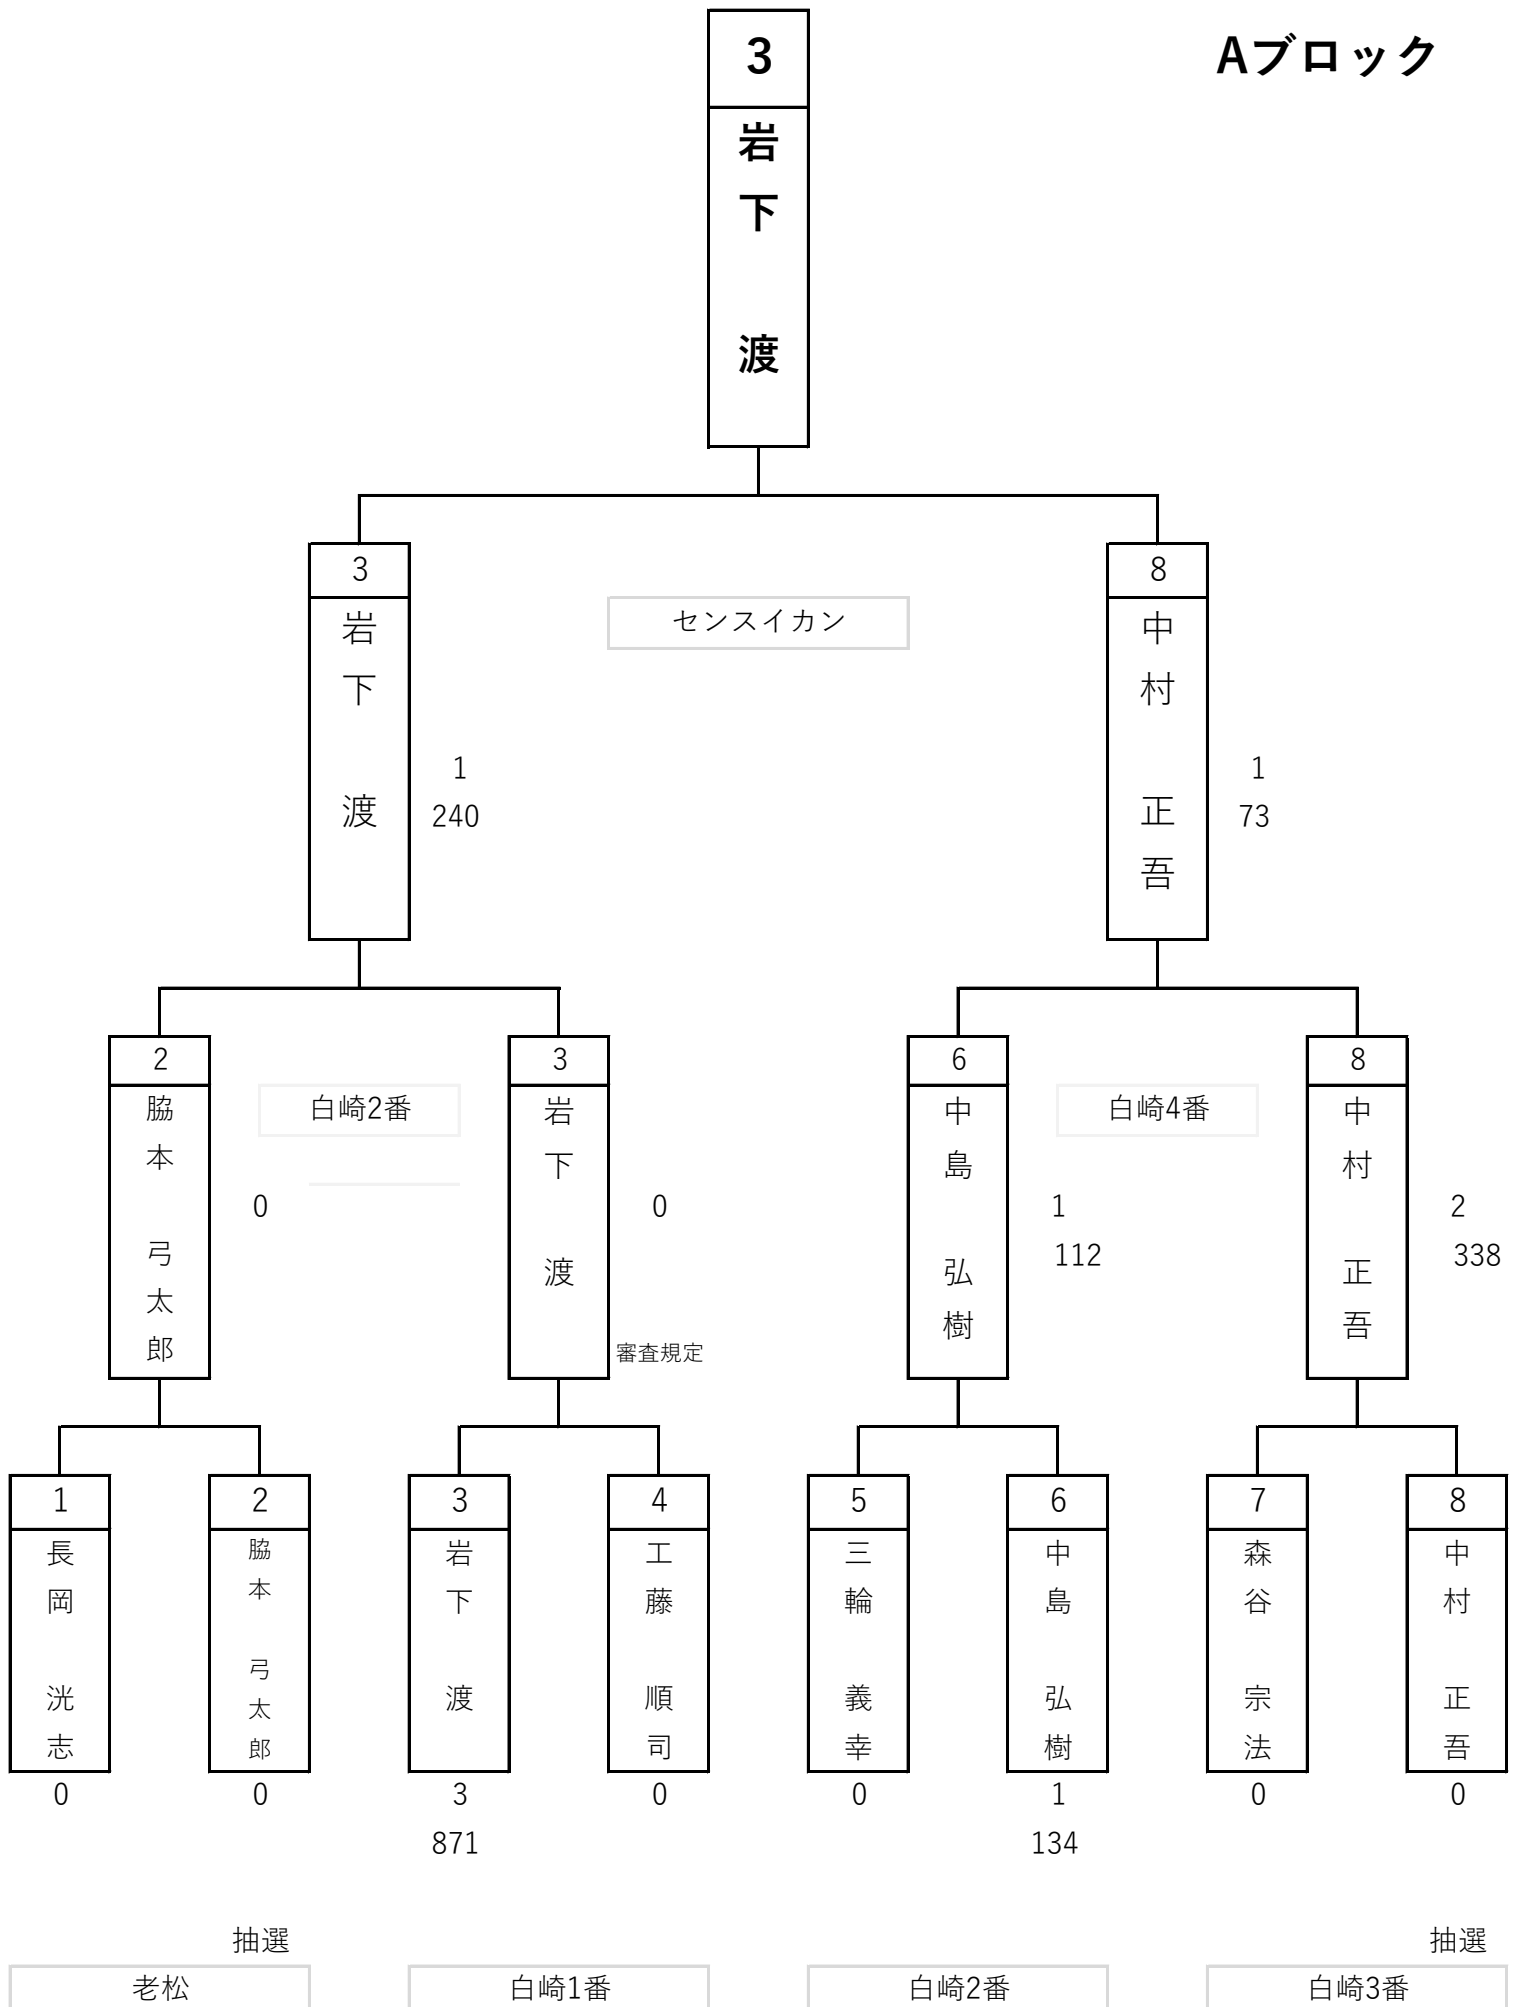 Aブロック
3
岩下 渡
3
岩下 渡
1
240
センスイカン
8
中村 正吾
1
73
2
脇本 弓太郎
0
白崎2番
3
岩下 渡
0
審査規定
6
中島 弘樹
1
112
白崎4番
8
中村 正吾
2
338
1
長岡 洸志
0
2
脇本 弓太郎
0
3
岩下 渡
3
871
4
工藤 順司
0
5
三輪 義幸
0
6
中島 弘樹
1
134
7
森谷 宗法
0
8
中村 正吾
0
抽選
抽選
老松
白崎1番
白崎2番
白崎3番